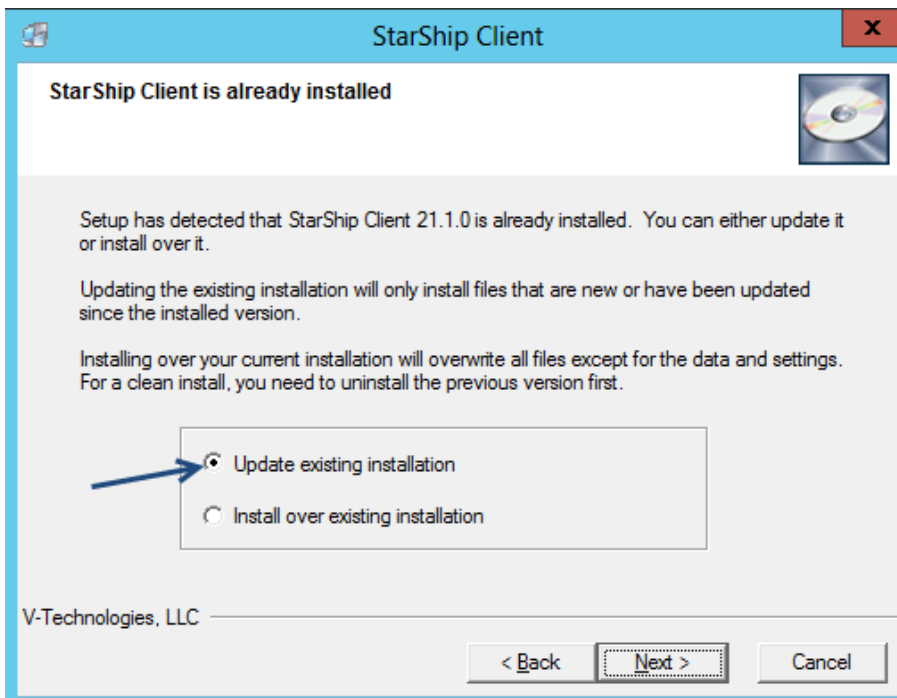 StarShip Client
X
StarShip Client is already installed
Setup has detected that StarShip Client 21.1.0 is already installed.  You can either update it
or install over it.
Updating the existing installation will only install files that are new or have been updated
since the installed version.
Installing over your current installation will overwrite all files except for the data and settings.
For a clean install, you need to uninstall the previous version first.
Update existing installation
Install over existing installation
V-Technologies, LLC
< Back
Next >
Cancel